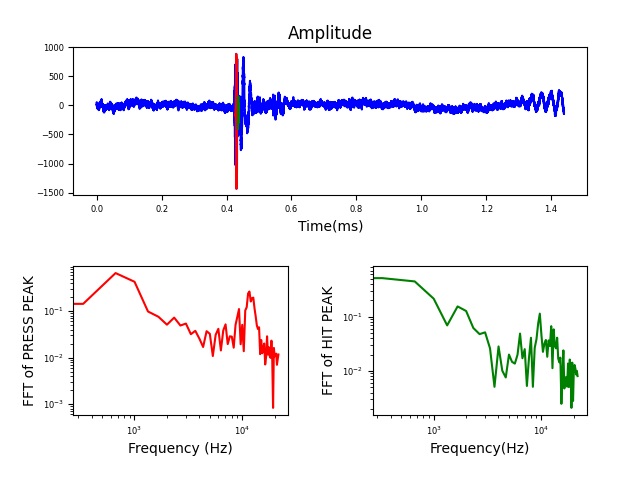 Amplitude
1000
500
0
−500
−1000
−1500
0.0 0.2 0.4 0.6 0.8 1.0 1.2 1.4
Time(ms)
FFT of PRESS PEAK
10⁻¹
10⁻²
10⁻³
10³ 10⁴
Frequency (Hz)
FFT of HIT PEAK
10⁻¹
10⁻²
10³ 10⁴
Frequency(Hz)